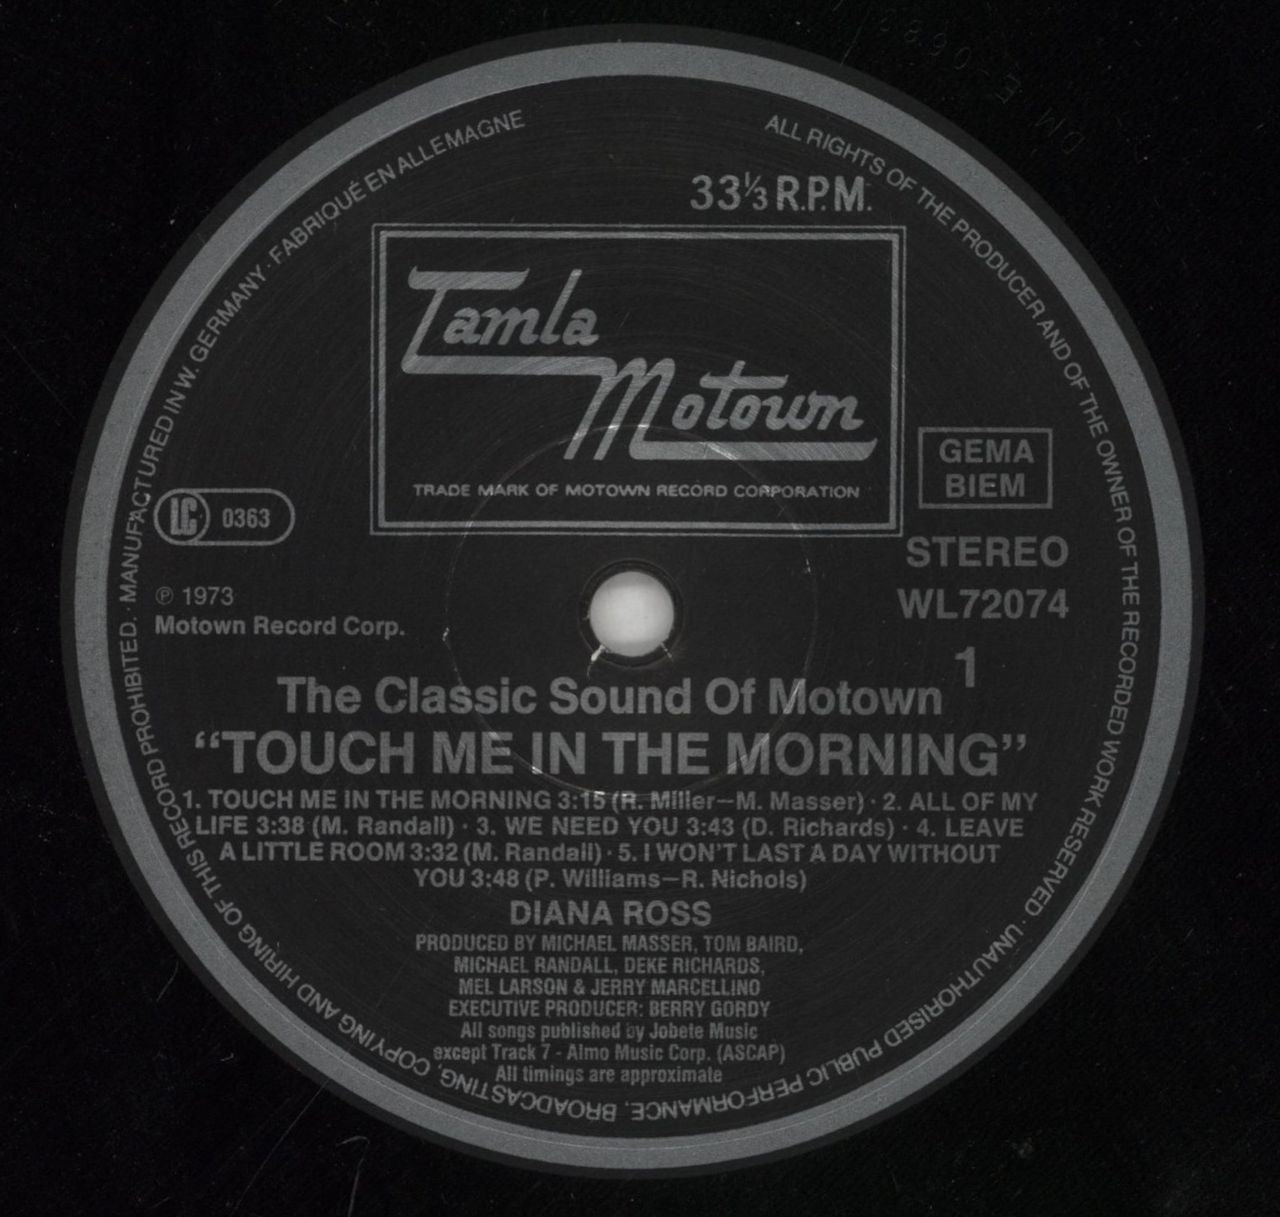 MANUFACTURED IN W. GERMANY · FABRIQUÉ EN ALLEMAGNE
ALL RIGHTS OF THE PRODUCER AND OF THE OWNER OF THE RECORDED WORK RESERVED · UNAUTHORISED PUBLIC PERFORMANCE, BROADCASTING, COPYING AND HIRING OF THIS RECORD PROHIBITED. ·
33⅓ R.P.M.
Tamla
Motown
TRADE MARK OF MOTOWN RECORD CORPORATION
GEMA
BIEM
LC 0363
STEREO
℗ 1973
WL72074
Motown Record Corp.
1
The Classic Sound Of Motown
“TOUCH ME IN THE MORNING”
1. TOUCH ME IN THE MORNING 3:15 (R. Miller–M. Masser) · 2. ALL OF MY
LIFE 3:38 (M. Randall) · 3. WE NEED YOU 3:43 (D. Richards) · 4. LEAVE
A LITTLE ROOM 3:32 (M. Randall) · 5. I WON'T LAST A DAY WITHOUT
YOU 3:48 (P. Williams–R. Nichols)
DIANA ROSS
PRODUCED BY MICHAEL MASSER, TOM BAIRD,
MICHAEL RANDALL, DEKE RICHARDS,
MEL LARSON & JERRY MARCELLINO
EXECUTIVE PRODUCER: BERRY GORDY
All songs published by Jobete Music
except Track 7 - Almo Music Corp. (ASCAP)
All timings are approximate